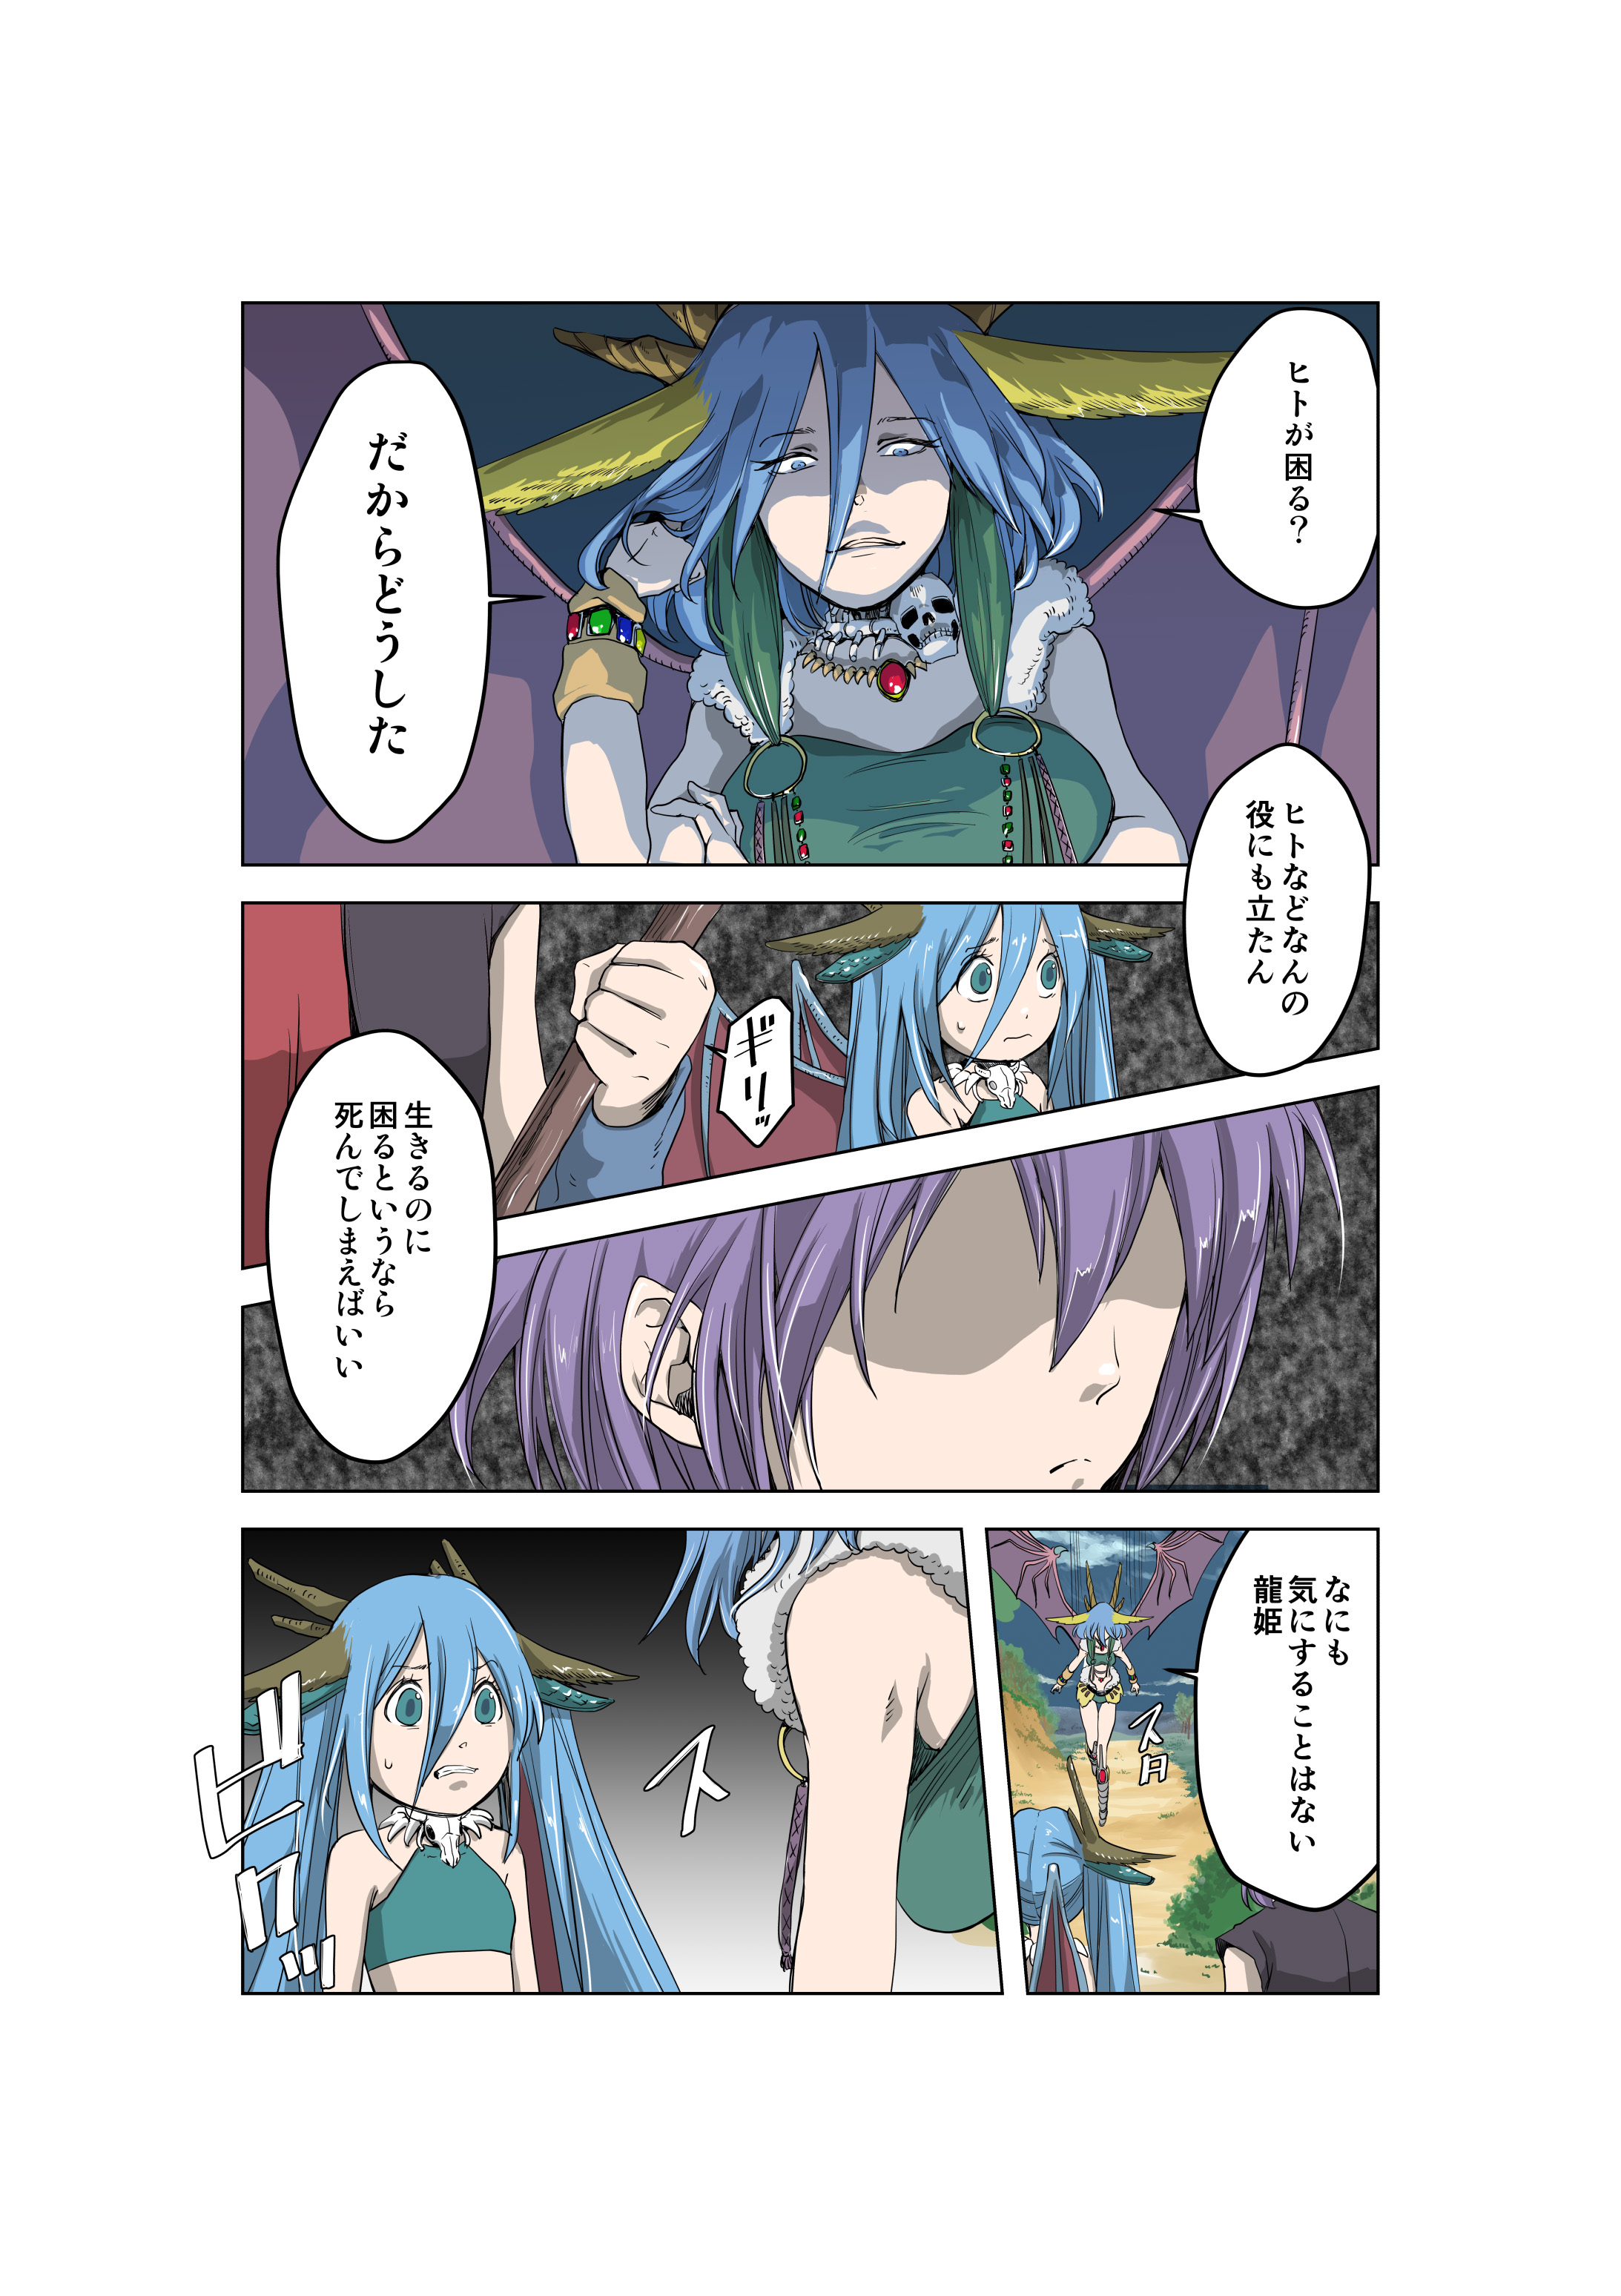 ヒトが困る?
だからどうした
ヒトなどなんの
役にも立たん
ギリッ
生きるのに
困るというなら
死んでしまえばいい
なにも
気にすることはない
龍姫
スタ
スッ
ビクッ